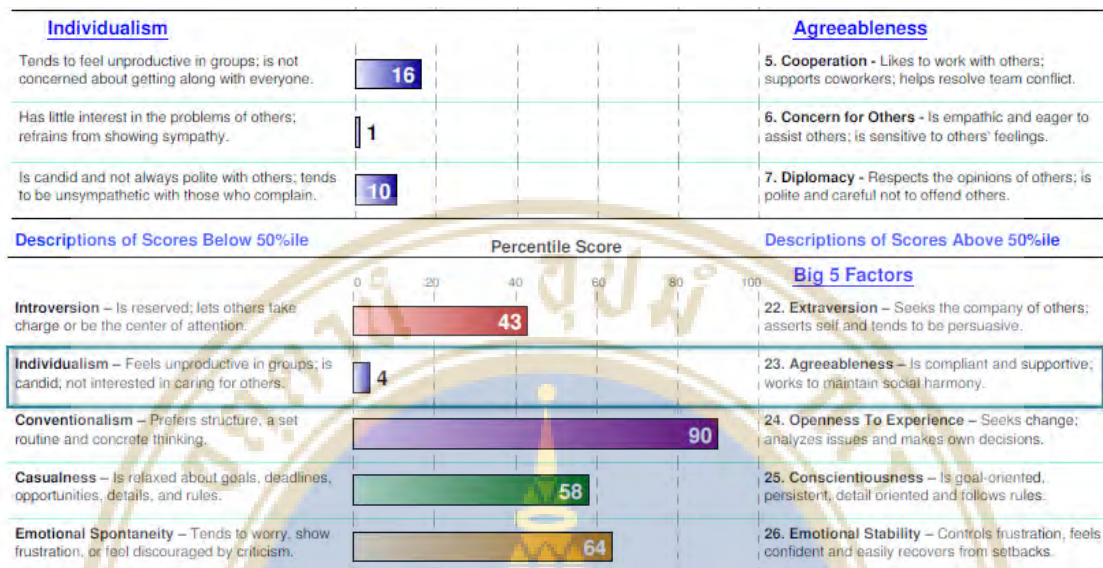 Individualism
Agreeableness
Tends to feel unproductive in groups; is not
concerned about getting along with everyone.
16
5. Cooperation - Likes to work with others;
supports coworkers; helps resolve team conflict.
Has little interest in the problems of others;
refrains from showing sympathy.
1
6. Concern for Others - Is empathic and eager to
assist others; is sensitive to others' feelings.
Is candid and not always polite with others; tends
to be unsympathetic with those who complain.
10
7. Diplomacy - Respects the opinions of others; is
polite and careful not to offend others.
Descriptions of Scores Below 50%ile
Percentile Score
Descriptions of Scores Above 50%ile
Big 5 Factors
0 20 40 60 80 100
Introversion – Is reserved; lets others take
charge or be the center of attention.
43
22. Extraversion – Seeks the company of others;
asserts self and tends to be persuasive.
Individualism – Feels unproductive in groups; is
candid; not interested in caring for others.
4
23. Agreeableness – Is compliant and supportive;
works to maintain social harmony.
Conventionalism – Prefers structure, a set
routine and concrete thinking.
90
24. Openness To Experience – Seeks change;
analyzes issues and makes own decisions.
Casualness – Is relaxed about goals, deadlines,
opportunities, details, and rules.
58
25. Conscientiousness – Is goal-oriented,
persistent, detail oriented and follows rules.
Emotional Spontaneity – Tends to worry, show
frustration, or feel discouraged by criticism.
64
26. Emotional Stability – Controls frustration, feels
confident and easily recovers from setbacks.
อุปมํ